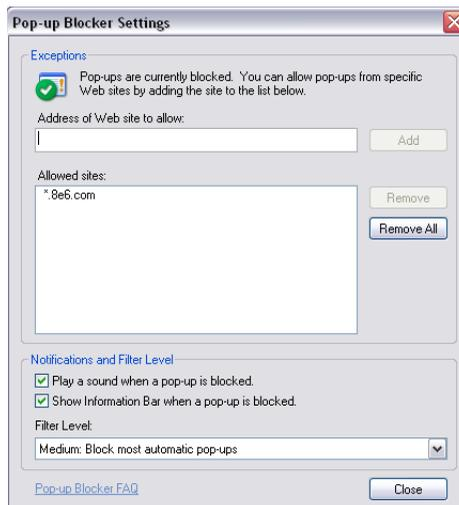 Pop-up Blocker Settings
Exceptions
Pop-ups are currently blocked. You can allow pop-ups from specific
Web sites by adding the site to the list below.
Address of Web site to allow:
Add
Allowed sites:
*.8e6.com
Remove
Remove All
Notifications and Filter Level
Play a sound when a pop-up is blocked.
Show Information Bar when a pop-up is blocked.
Filter Level:
Medium: Block most automatic pop-ups
Pop-up Blocker FAQ
Close